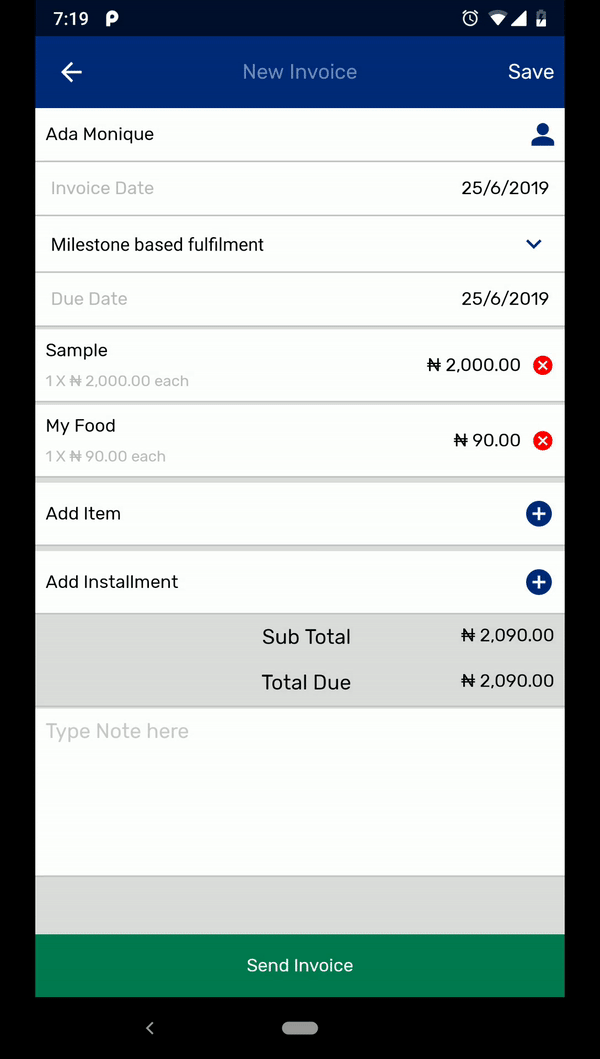 7:19
New Invoice
Save
Ada Monique
Invoice Date 25/6/2019
Milestone based fulfilment
Due Date 25/6/2019
Sample
₦ 2,000.00
1 X ₦ 2,000.00 each
My Food
₦ 90.00
1 X ₦ 90.00 each
Add Item
Add Installment
Sub Total ₦ 2,090.00
Total Due ₦ 2,090.00
Type Note here
Send Invoice